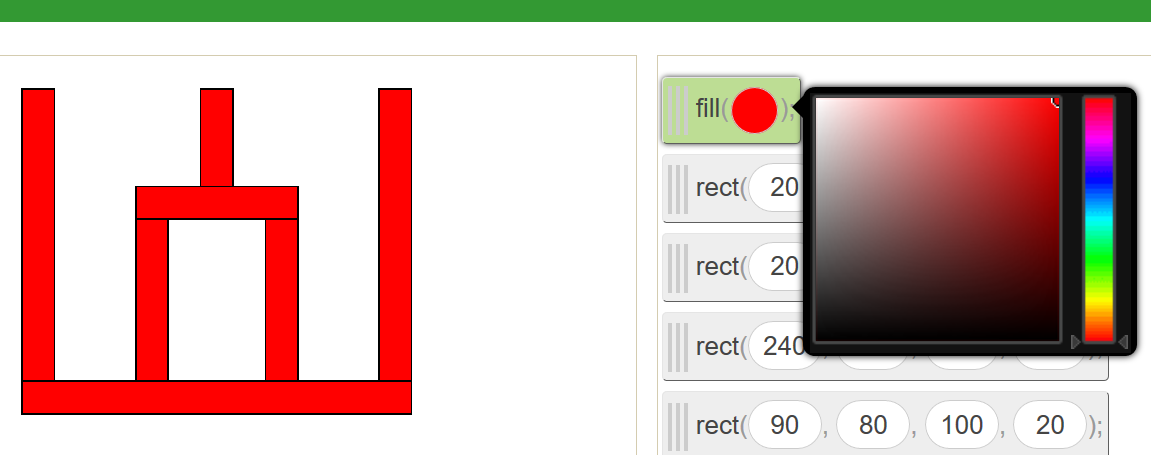 fill( );
rect( 20
rect( 20
rect( 240
rect( 90 , 80 , 100 , 20 );